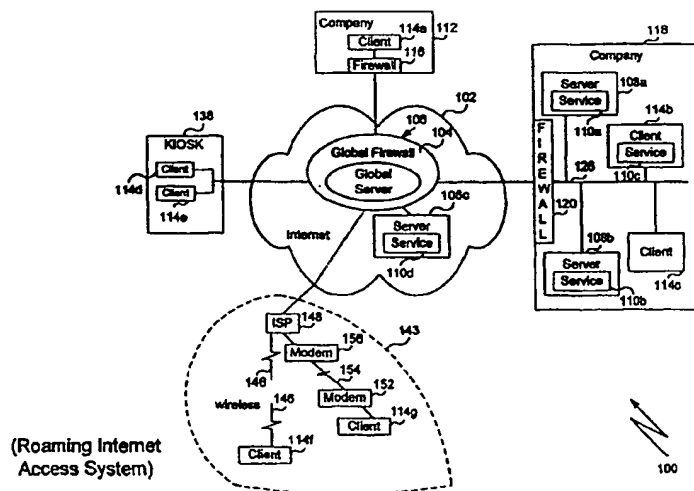 Company
114a
Client
116
Firewall
112
102
118
Company
108a
Server
Service
114b
110a
Client
Service
110c
126
FIREWALL
120
108b
Server
Service
110b
Client
114c
138
KIOSK
Client
114d
Client
114e
106
104
Global Firewall
Global
Server
108c
Internet
Server
Service
110d
ISP
148
143
156
Modem
146
154
152
wireless
146
Modem
114g
Client
114f
Client
(Roaming Internet
Access System)
100